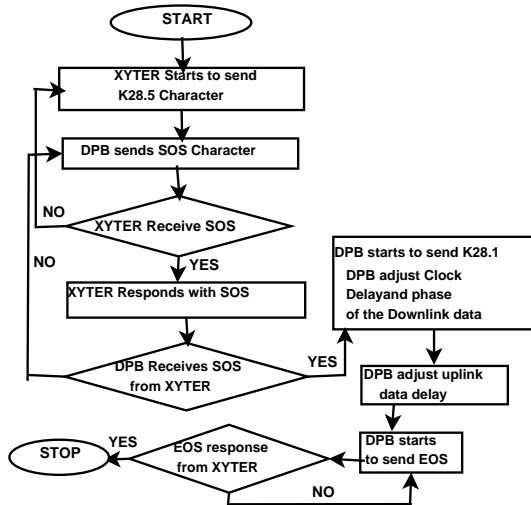 START
XYTER Starts to send
K28.5 Character
DPB sends SOS Character
NO
XYTER Receive SOS
NO
YES
XYTER Responds with SOS
DPB Receives SOS
from XYTER
YES
DPB starts to send K28.1
DPB adjust Clock
Delayand phase
of the Downlink data
DPB adjust uplink
data delay
DPB starts
to send EOS
EOS response
from XYTER
YES
STOP
NO